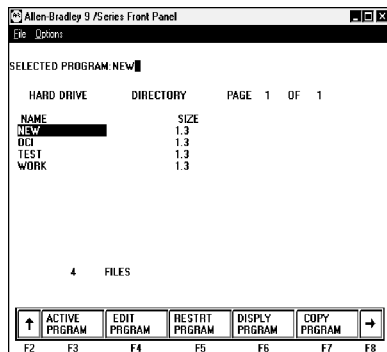 Allen-Bradley 9 /Series Front Panel
File Options
SELECTED PROGRAM:NEW
HARD DRIVE DIRECTORY PAGE 1 OF 1
NAME SIZE
NEW 1.3
OCI 1.3
TEST 1.3
WORK 1.3
4 FILES
ACTIVE PRGRAM EDIT PRGRAM RESTRT PRGRAM DISPLY PRGRAM COPY PRGRAM
F2 F3 F4 F5 F6 F7 F8